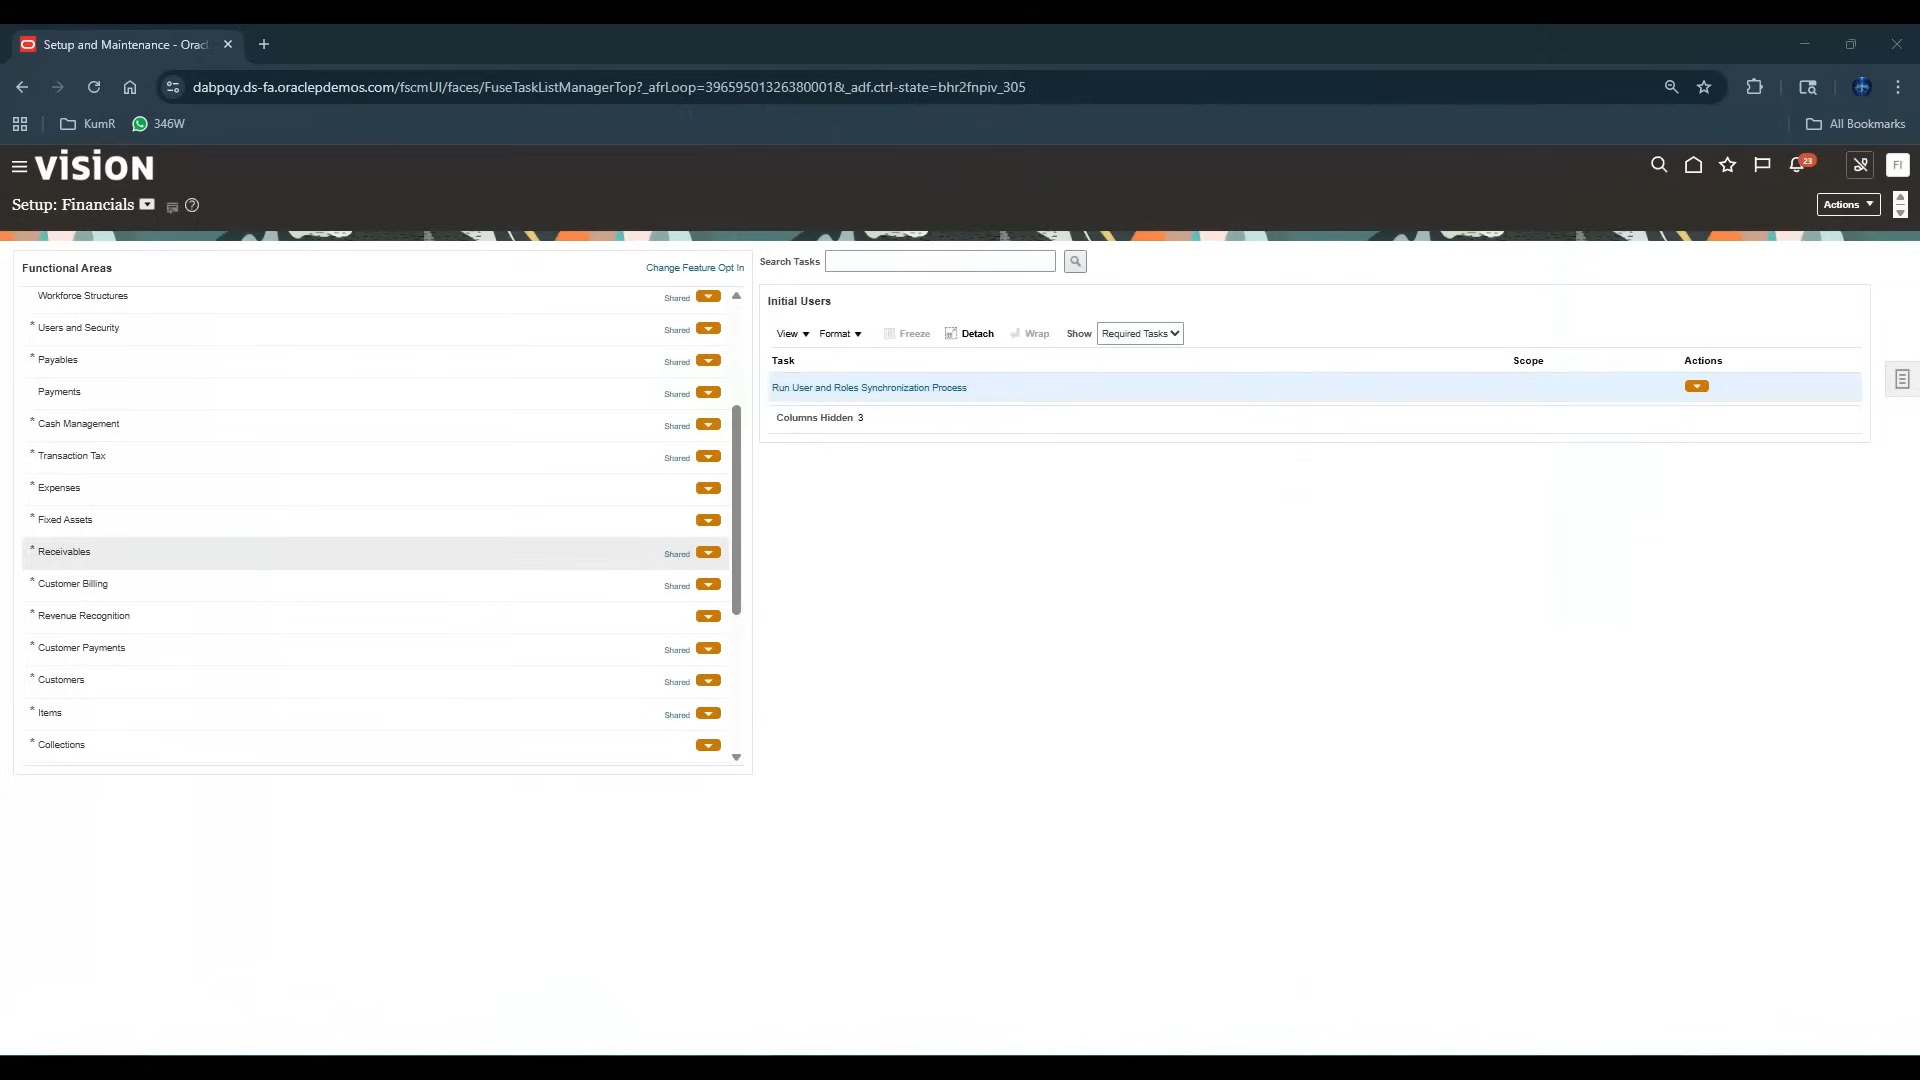 Setup and Maintenance - Orac
dabpqy.ds-fa.oraclepdemos.com/fscmUI/faces/FuseTaskListManagerTop?_afrLoop=39659501326380001&_adf.ctrl-state=bhr2fnpiv_305
KumR
346W
All Bookmarks
VISION
23
FI
Setup: Financials
Actions
Functional Areas
Change Feature Opt In
Workforce Structures
Shared
* Users and Security
Shared
* Payables
Shared
Payments
Shared
* Cash Management
Shared
* Transaction Tax
Shared
* Expenses
* Fixed Assets
* Receivables
Shared
* Customer Billing
Shared
* Revenue Recognition
* Customer Payments
Shared
* Customers
Shared
* Items
Shared
* Collections
Search Tasks
Initial Users
View
Format
Freeze
Detach
Wrap
Show
Required Tasks
Task
Scope
Actions
Run User and Roles Synchronization Process
Columns Hidden 3